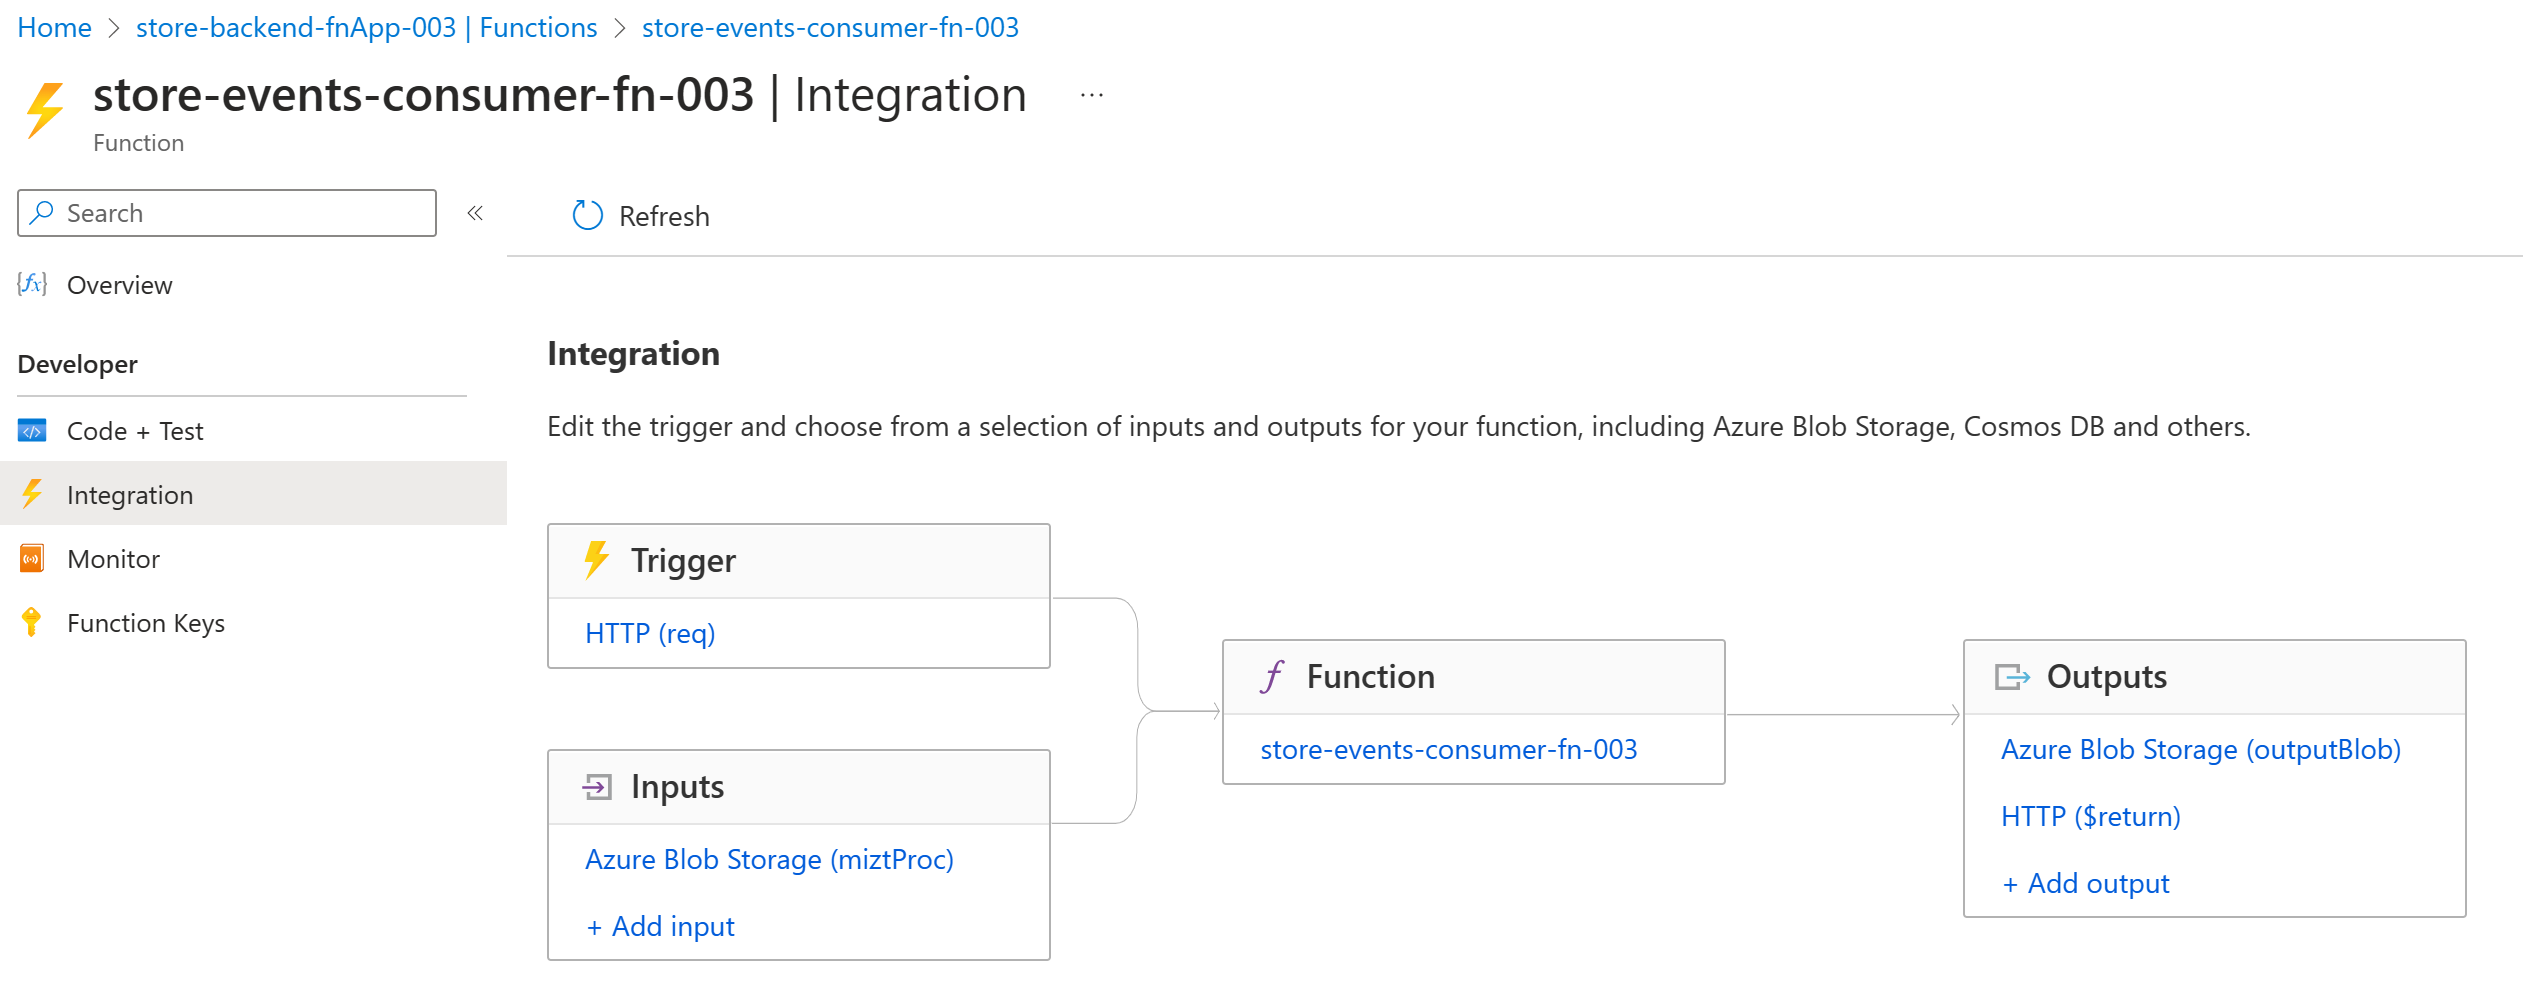 Home > store-backend-fnApp-003 | Functions > store-events-consumer-fn-003
store-events-consumer-fn-003 | Integration ...
Function
Search «
Refresh
{fx} Overview
Developer
Code + Test
Integration
Monitor
Function Keys
Integration
Edit the trigger and choose from a selection of inputs and outputs for your function, including Azure Blob Storage, Cosmos DB and others.
Trigger
HTTP (req)
Inputs
Azure Blob Storage (miztProc)
+ Add input
f Function
store-events-consumer-fn-003
Outputs
Azure Blob Storage (outputBlob)
HTTP ($return)
+ Add output